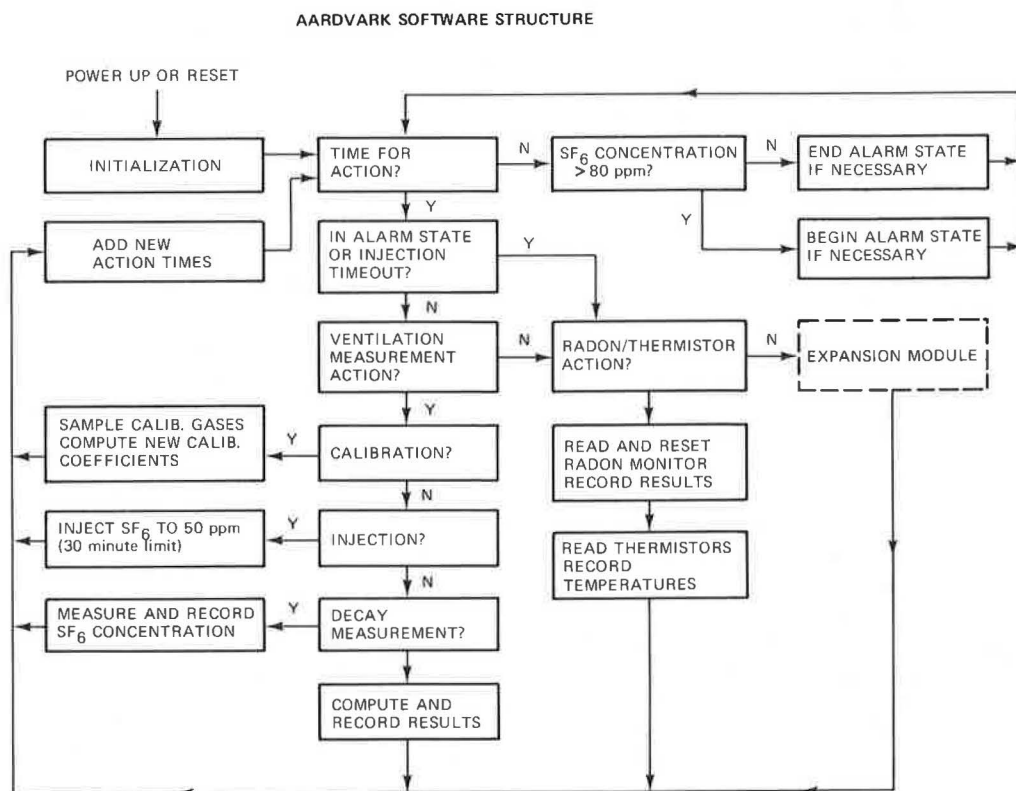 AARDVARK SOFTWARE STRUCTURE
POWER UP OR RESET
INITIALIZATION
TIME FOR
ACTION?
N
SF6 CONCENTRATION
> 80 ppm?
N
END ALARM STATE
IF NECESSARY
Y
Y
ADD NEW
ACTION TIMES
IN ALARM STATE
OR INJECTION
TIMEOUT?
Y
BEGIN ALARM STATE
IF NECESSARY
N
VENTILATION
MEASUREMENT
ACTION?
N
RADON/THERMISTOR
ACTION?
N
EXPANSION MODULE
Y
SAMPLE CALIB. GASES
COMPUTE NEW CALIB.
COEFFICIENTS
Y
CALIBRATION?
READ AND RESET
RADON MONITOR
RECORD RESULTS
N
INJECT SF6 TO 50 ppm
(30 minute limit)
Y
INJECTION?
READ THERMISTORS
RECORD
TEMPERATURES
N
MEASURE AND RECORD
SF6 CONCENTRATION
Y
DECAY
MEASUREMENT?
COMPUTE AND
RECORD RESULTS